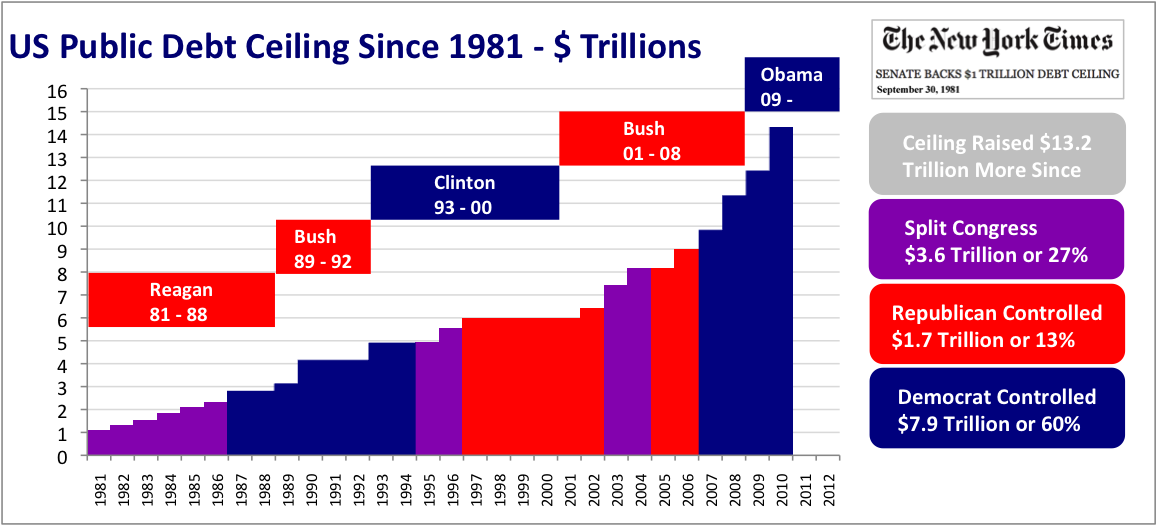 US Public Debt Ceiling Since 1981 - $ Trillions
The New York Times
SENATE BACKS $1 TRILLION DEBT CEILING
September 30, 1981
Obama
09 -
Bush
01 - 08
Clinton
93 - 00
Bush
89 - 92
Reagan
81 - 88
16
15
14
13
12
11
10
9
8
7
6
5
4
3
2
1
0
1981
1982
1983
1984
1985
1986
1987
1988
1989
1990
1991
1992
1993
1994
1995
1996
1997
1998
1999
2000
2001
2002
2003
2004
2005
2006
2007
2008
2009
2010
2011
2012
Ceiling Raised $13.2
Trillion More Since
Split Congress
$3.6 Trillion or 27%
Republican Controlled
$1.7 Trillion or 13%
Democrat Controlled
$7.9 Trillion or 60%